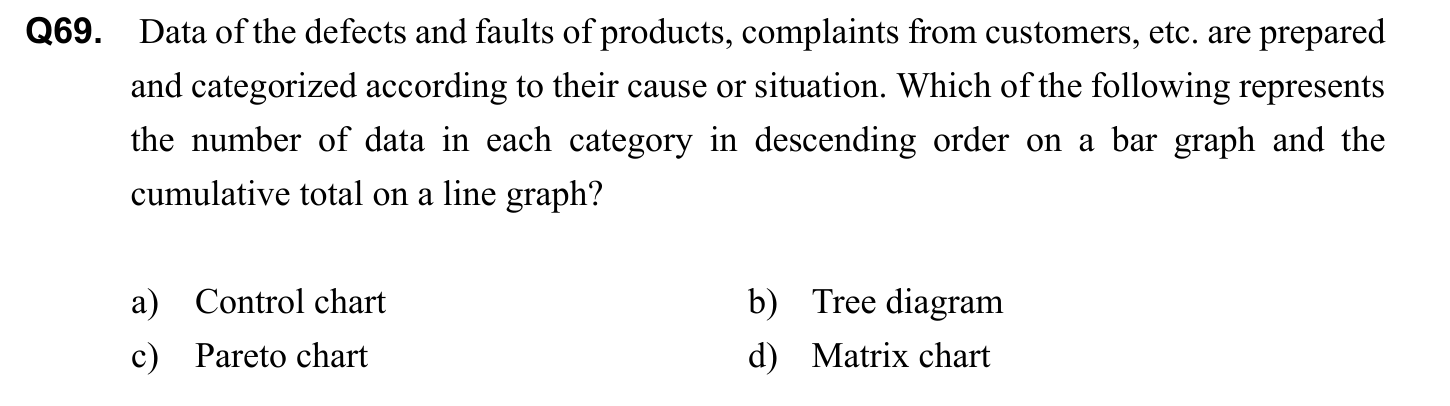 Q69. Data of the defects and faults of products, complaints from customers, etc. are prepared
and categorized according to their cause or situation. Which of the following represents
the number of data in each category in descending order on a bar graph and the
cumulative total on a line graph?
a) Control chart b) Tree diagram
c) Pareto chart d) Matrix chart